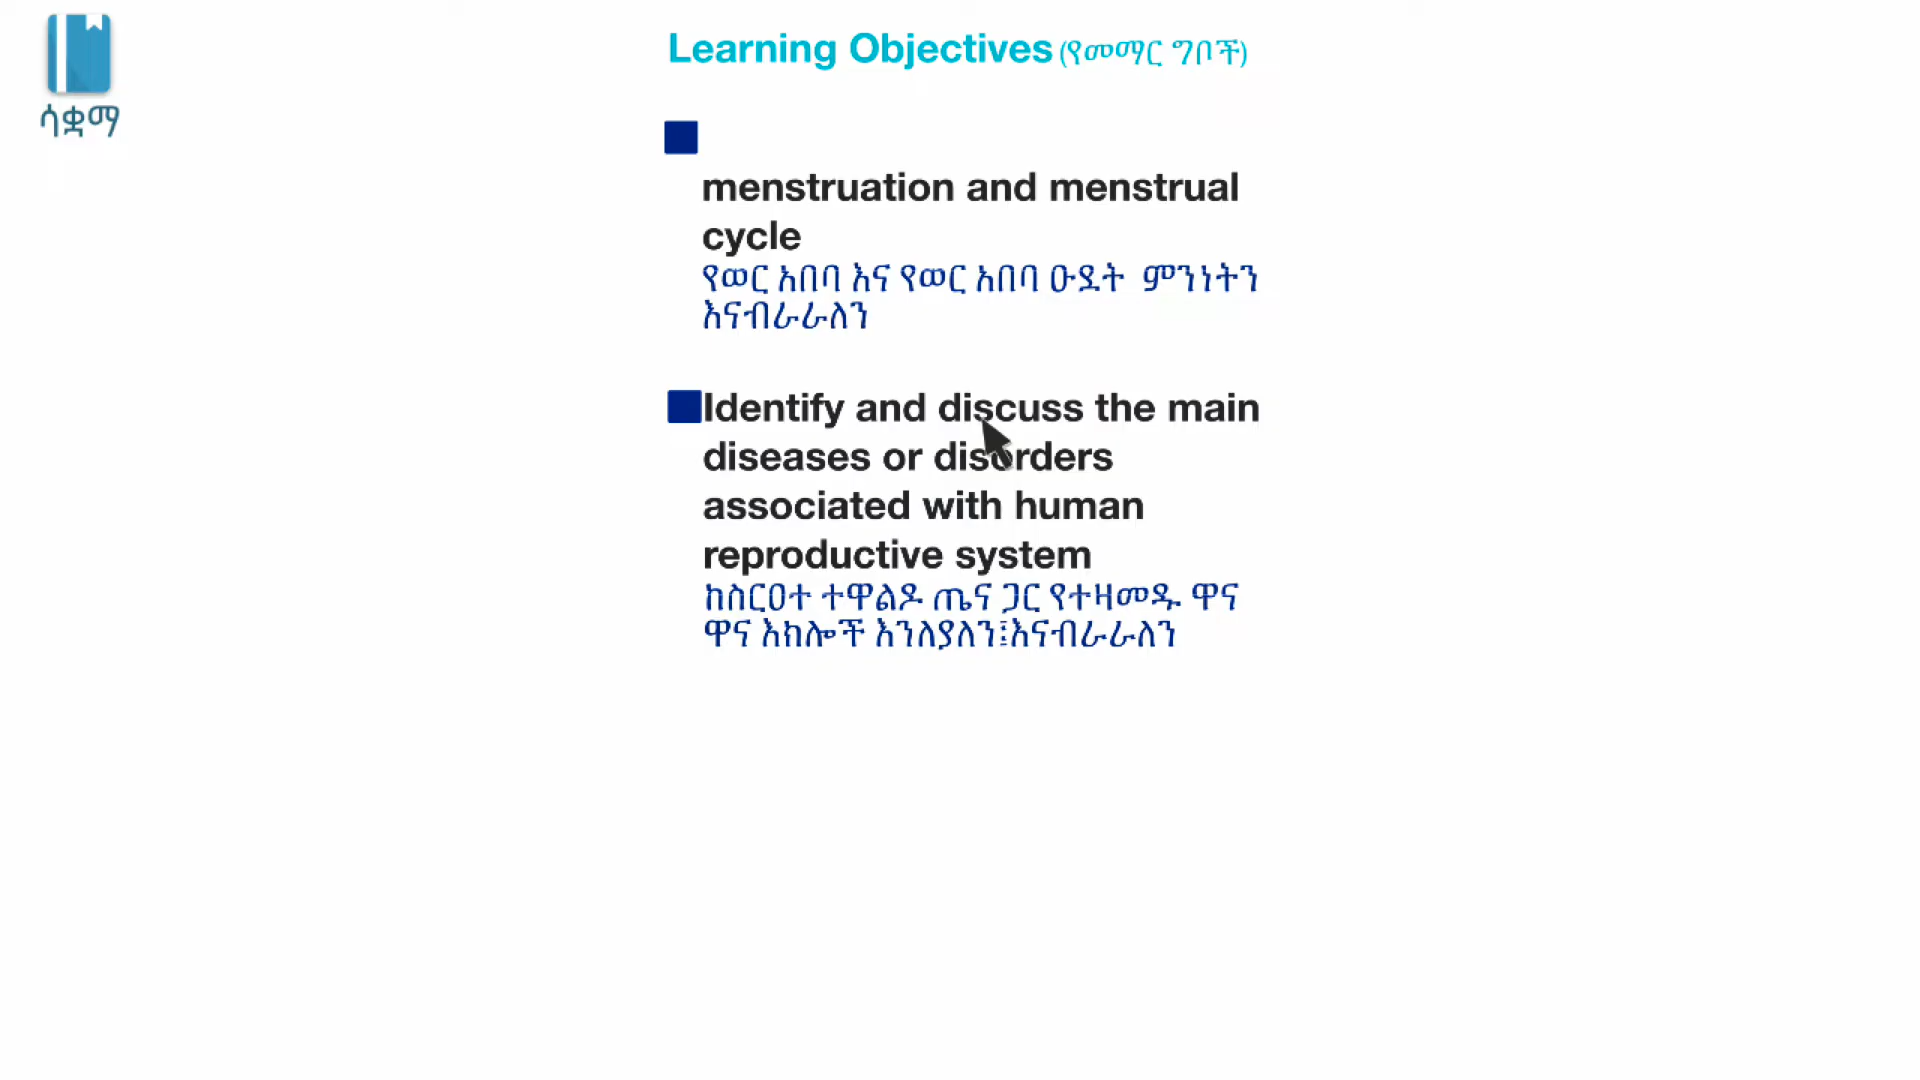 ሳቋማ
Learning Objectives (የመማር ግቦች)
menstruation and menstrual
cycle
የወር አበባ እና የወር አበባ ዑደት ምንነትን
እናብራራለን
Identify and discuss the main
diseases or disorders
associated with human
reproductive system
ከስርዐተ ተዋልዶ ጤና ጋር የተዛመዱ ዋና
ዋና እክሎች እንለያለን፤እናብራራለን